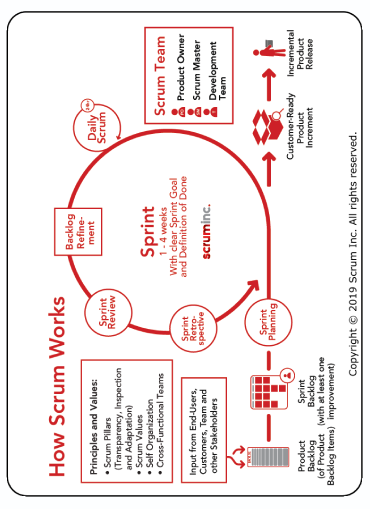 How Scrum Works
Principles and Values:
• Scrum Pillars
(Transparency, Inspection
and Adaptation)
• Scrum Values
• Self Organization
• Cross-Functional Teams
Input from End-Users,
Customers, Team and
other Stakeholders
Product
Backlog
(of Product
Backlog Items)
Sprint
Backlog
(with at least one
improvement)
Sprint
Planning
Sprint
Retro-
spective
Sprint
Review
Backlog
Refine-
ment
Daily
Scrum
Sprint
1 - 4 weeks
With clear Sprint Goal
and Definition of Done
scruminc.
Scrum Team
Product Owner
Scrum Master
Development
Team
Customer-Ready
Product
Increment
Incremental
Product
Release
Copyright © 2019 Scrum Inc. All rights reserved.